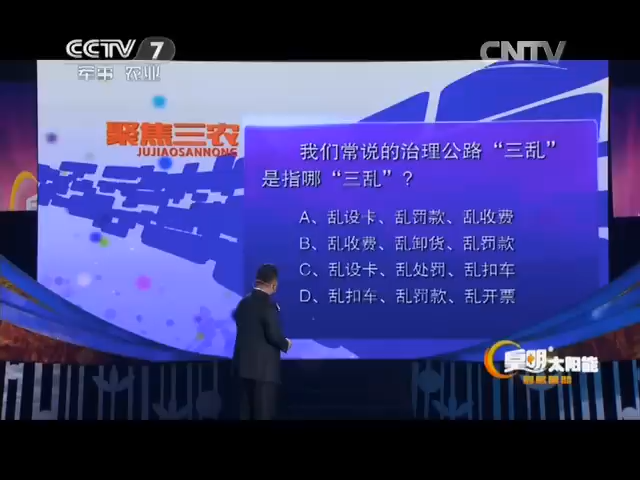 CCTV 7
军事 农业
CNTV
聚焦三农
JUJIAOSANNONG
我们常说的治理公路“三乱”
是指哪“三乱”？
A、乱设卡、乱罚款、乱收费
B、乱收费、乱卸货、乱罚款
C、乱设卡、乱处罚、乱扣车
D、乱扣车、乱罚款、乱开票
皇明太阳能